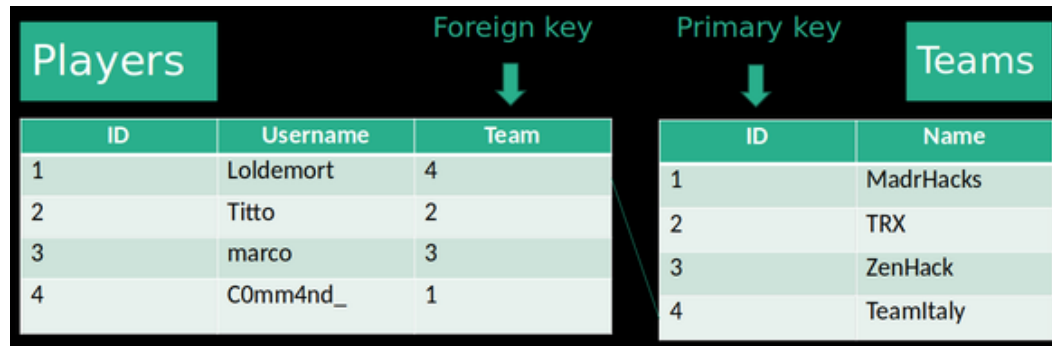 Players
Foreign key
Primary key
Teams
ID Username Team
1 Loldemort 4
2 Titto 2
3 marco 3
4 C0mm4nd_ 1
ID Name
1 MadrHacks
2 TRX
3 ZenHack
4 TeamItaly